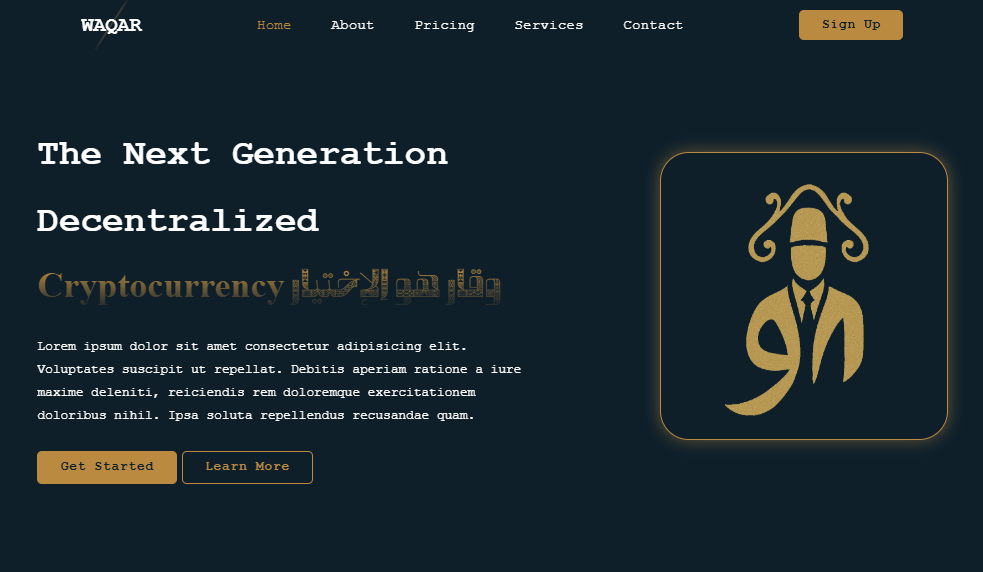 WAQAR
Home
About
Pricing
Services
Contact
Sign Up
The Next Generation
Decentralized
Cryptocurrency وقار هو الاختيار
Lorem ipsum dolor sit amet consectetur adipisicing elit.
Voluptates suscipit ut repellat. Debitis aperiam ratione a iure
maxime deleniti, reiciendis rem doloremque exercitationem
doloribus nihil. Ipsa soluta repellendus recusandae quam.
Get Started
Learn More